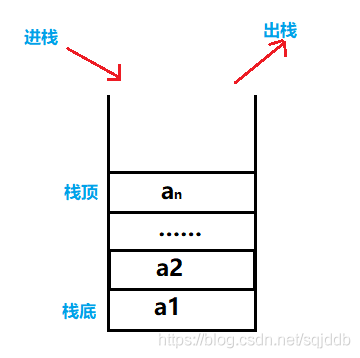 进栈
出栈
栈顶
an
......
a2
栈底
a1
https://blog.csdn.net/sqjddb